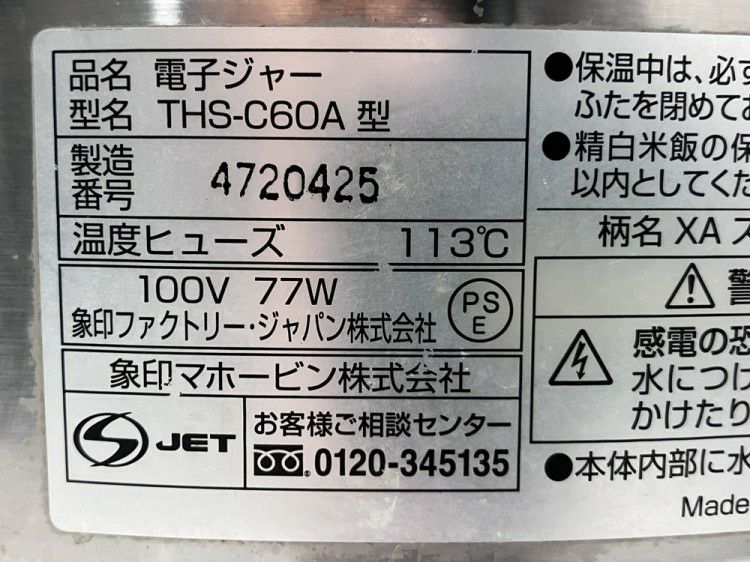 品名 電子ジャー
型名 THS-C60A 型
製造
番号 4720425
温度ヒューズ 113℃
100V 77W
象印ファクトリー・ジャパン株式会社
PS
E
象印マホービン株式会社
JET
お客様ご相談センター
0120-345135
●保温中は、必ず
ふたを閉めてお
●精白米飯の保
以内としてくだ
柄名 XA ス
警
感電の恐
水につけ
かけたり
●本体内部に水
Made